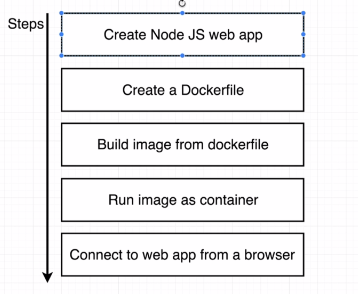 Steps
Create Node JS web app
Create a Dockerfile
Build image from dockerfile
Run image as container
Connect to web app from a browser